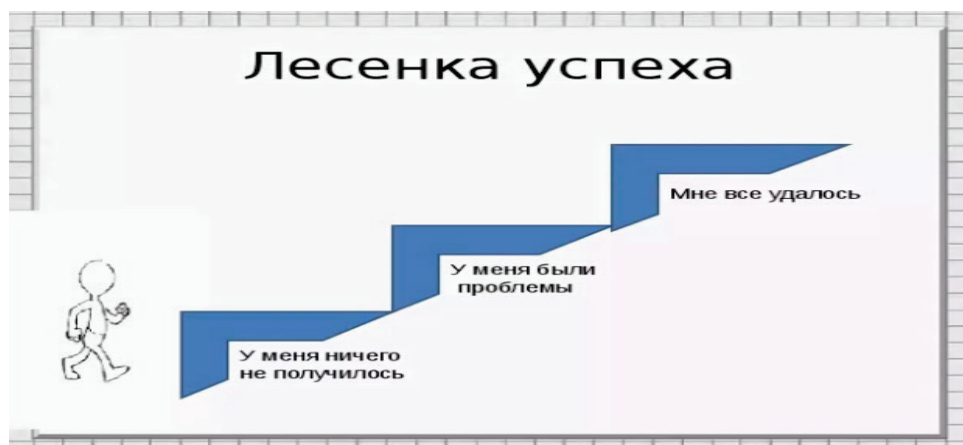 Лесенка успеха
Мне все удалось
У меня были
проблемы
У меня ничего
не получилось